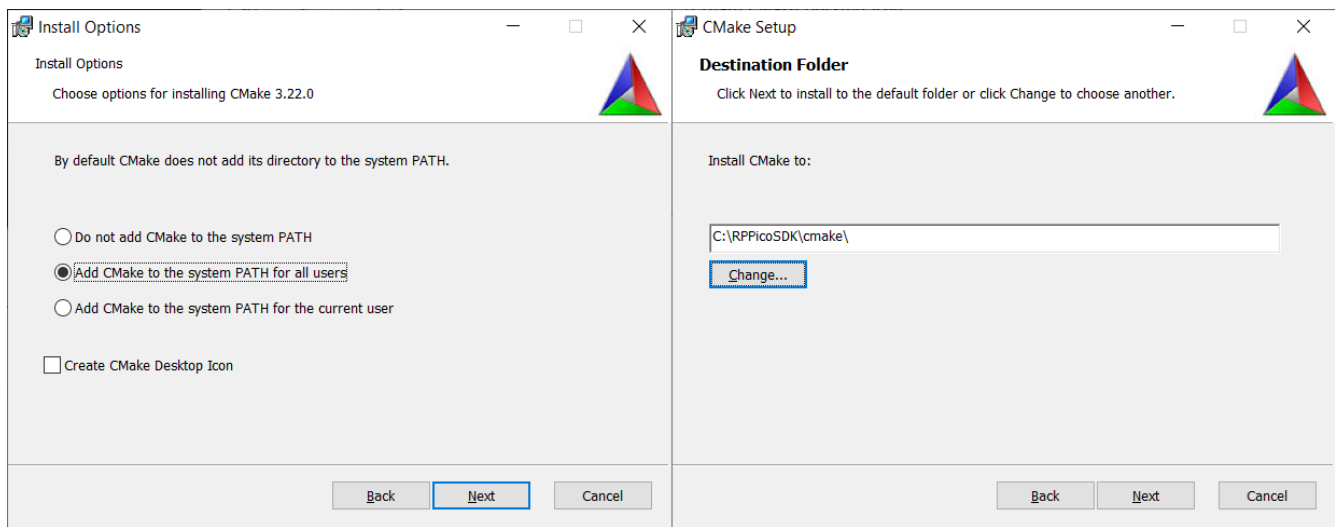 Install Options
Install Options
Choose options for installing CMake 3.22.0
By default CMake does not add its directory to the system PATH.
Do not add CMake to the system PATH
Add CMake to the system PATH for all users
Add CMake to the system PATH for the current user
Create CMake Desktop Icon
Back
Next
Cancel
CMake Setup
Destination Folder
Click Next to install to the default folder or click Change to choose another.
Install CMake to:
C:\RPPicoSDK\cmake\
Change...
Back
Next
Cancel